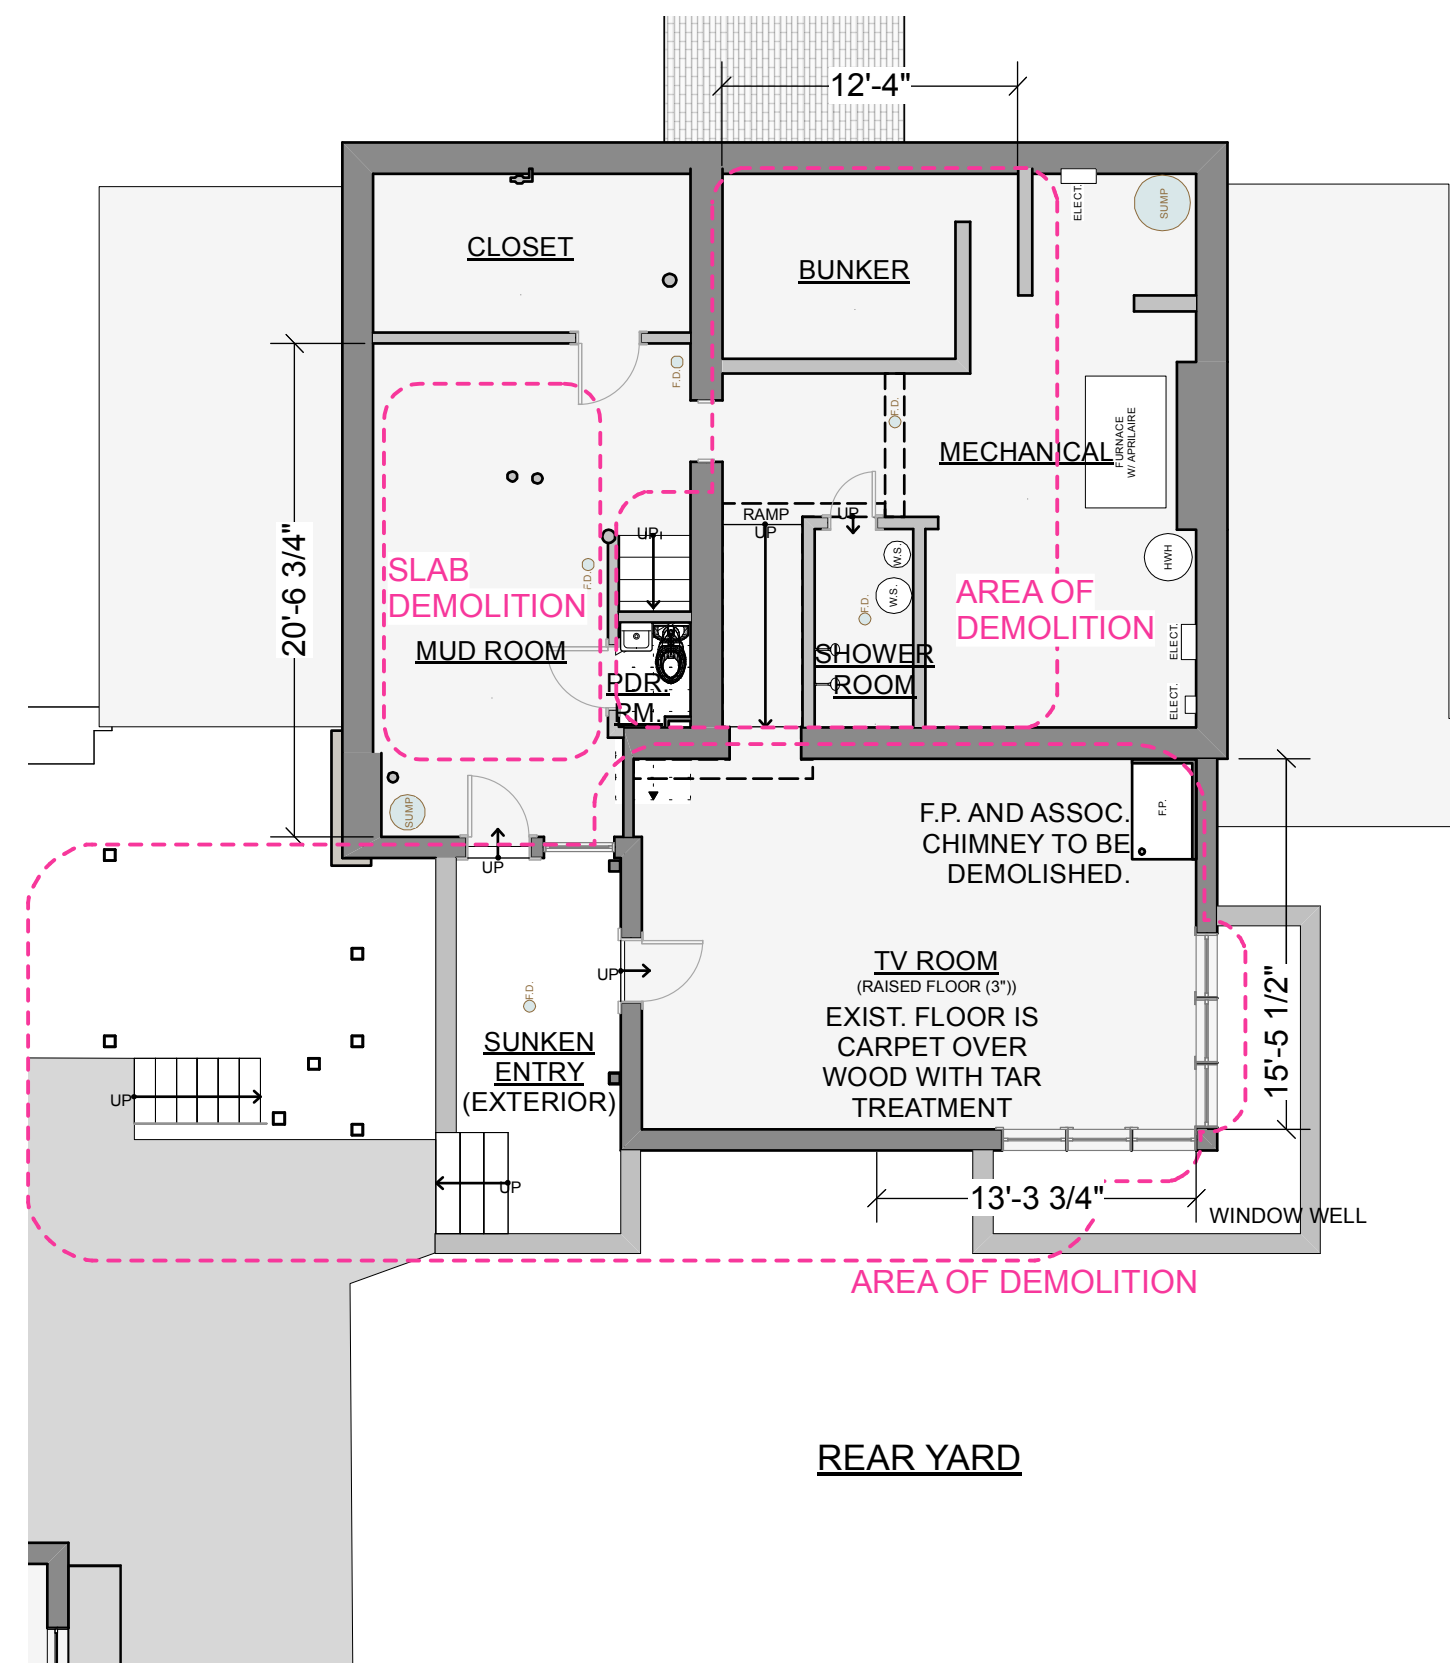 12'-4"
ELECT.
SUMP
CLOSET
BUNKER
F.D.
F.D.
FURNACE
W/ APRILAIRE
MECHANICAL
20'-6 3/4"
RAMP
UP
UP
UP
W.S.
W.S.
HWH
F.D.
F.D.
SLAB
DEMOLITION
AREA OF
DEMOLITION
MUD ROOM
SHOWER
ROOM
ELECT.
ELECT.
PDR.
RM.
SUMP
F.P.
F.P. AND ASSOC.
CHIMNEY TO BE
DEMOLISHED.
UP
UP
TV ROOM
(RAISED FLOOR (3"))
EXIST. FLOOR IS
CARPET OVER
WOOD WITH TAR
TREATMENT
F.D.
SUNKEN
ENTRY
(EXTERIOR)
15'-5 1/2"
UP
UP
13'-3 3/4"
WINDOW WELL
AREA OF DEMOLITION
REAR YARD